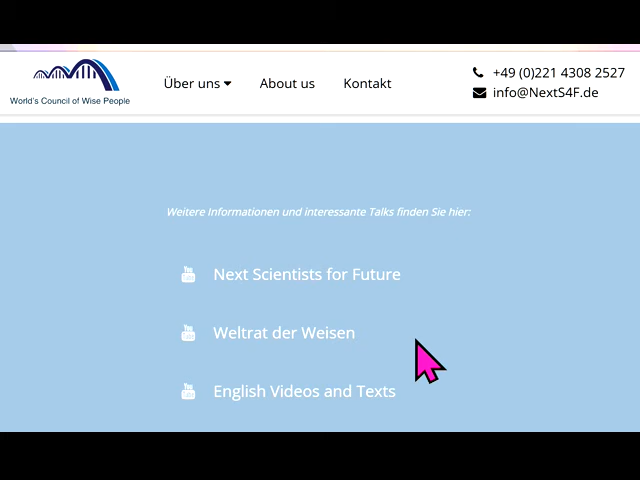 World's Council of Wise People
Über uns
About us
Kontakt
+49 (0)221 4308 2527
info@NextS4F.de
Weitere Informationen und interessante Talks finden Sie hier:
Next Scientists for Future
Weltrat der Weisen
English Videos and Texts